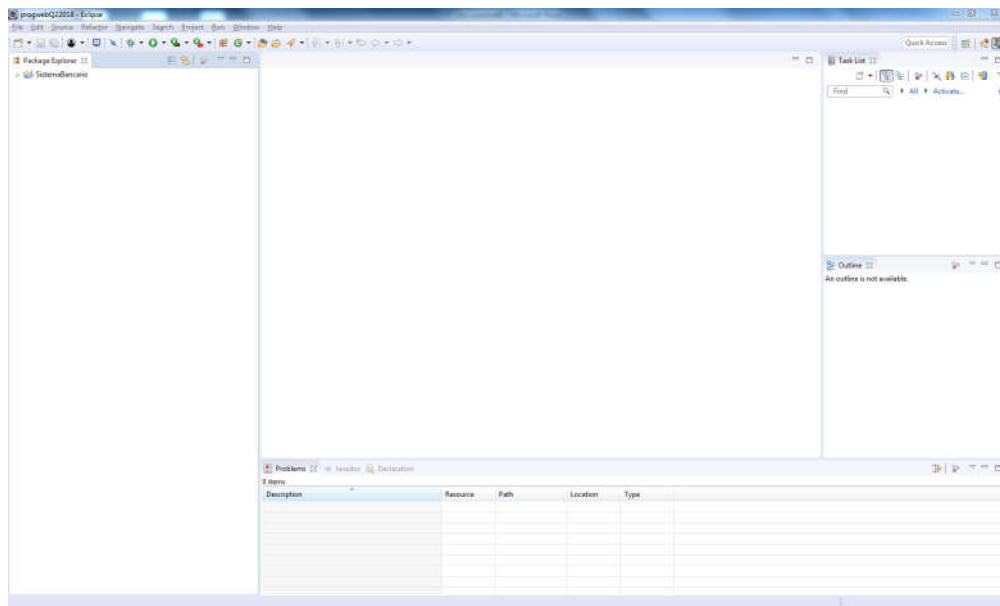 progwebQ22018 - Eclipse
File Edit Source Refactor Navigate Search Project Run Window Help
Quick Access
Package Explorer
SistemaBancario
Task List
Find All Activate...
Outline
An outline is not available.
Problems Javadoc Declaration
0 items
Description Resource Path Location Type